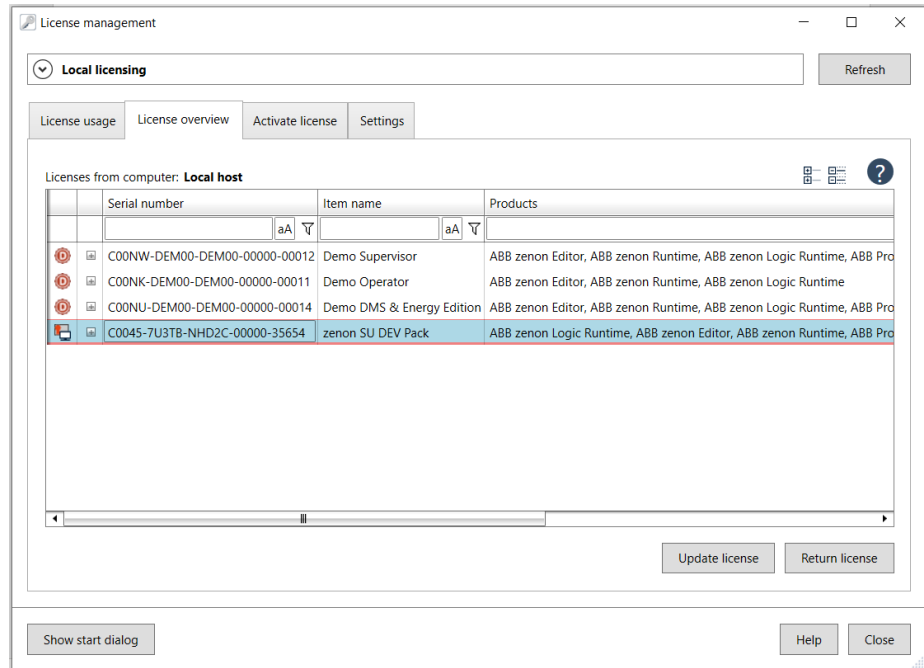 License management
Local licensing
Refresh
License usage License overview Activate license Settings
Licenses from computer: Local host
?
Serial number Item name Products
aA aA
D C00NW-DEM00-DEM00-00000-00012 Demo Supervisor ABB zenon Editor, ABB zenon Runtime, ABB zenon Logic Runtime, ABB Pro
D C00NK-DEM00-DEM00-00000-00011 Demo Operator ABB zenon Editor, ABB zenon Runtime, ABB zenon Logic Runtime
D C00NU-DEM00-DEM00-00000-00014 Demo DMS & Energy Edition ABB zenon Editor, ABB zenon Runtime, ABB zenon Logic Runtime, ABB Pro
C0045-7U3TB-NHD2C-00000-35654 zenon SU DEV Pack ABB zenon Logic Runtime, ABB zenon Editor, ABB zenon Runtime, ABB Pro
Update license Return license
Show start dialog Help Close